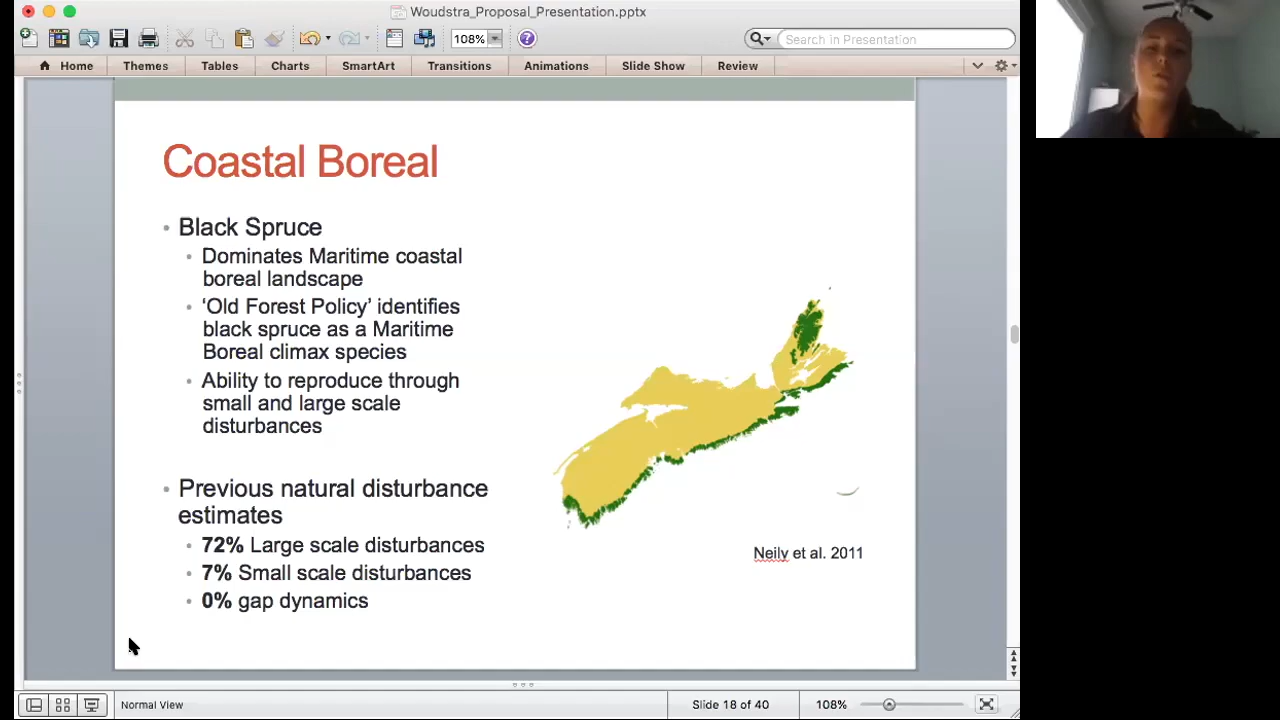 Woudstra_Proposal_Presentation.pptx
108%
Search in Presentation
Home Themes Tables Charts SmartArt Transitions Animations Slide Show Review
Coastal Boreal
• Black Spruce
• Dominates Maritime coastal
boreal landscape
• ‘Old Forest Policy’ identifies
black spruce as a Maritime
Boreal climax species
• Ability to reproduce through
small and large scale
disturbances
• Previous natural disturbance
estimates
• 72% Large scale disturbances
• 7% Small scale disturbances
• 0% gap dynamics
Neily et al. 2011
Normal View Slide 18 of 40 108%